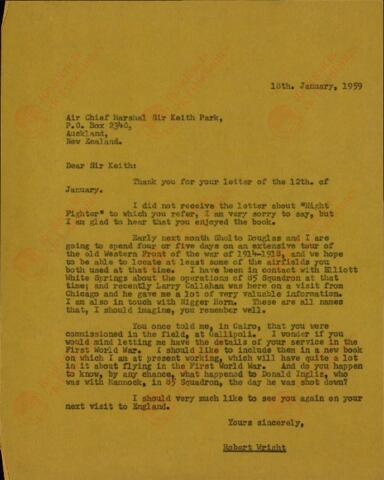 18th. January, 1959
Air Chief Marshal Sir Keith Park,
P.O. Box 2340,
Auckland,
New Zealand.
Dear Sir Keith:
Thank you for your letter of the 12th. of
January.
I did not receive the letter about "Night
Fighter" to which you refer, I am very sorry to say, but
I am glad to hear that you enjoyed the book.
Early next month Sholto Douglas and I are
going to spend four or five days on an extensive tour of
the old Western Front of the war of 1914-1918, and we hope
to be able to locate at least some of the airfields you
both used at that time. I have been in contact with Elliott
White Springs about the operations of 85 Squadron at that
time; and recently Larry Callahan was here on a visit from
Chicago and he gave me a lot of very valuable information.
I am also in touch with Nigger Horn. These are all names
that, I should imagine, you remember well.
You once told me, in Cairo, that you were
commissioned in the field, at Gallipoli. I wonder if you
would mind letting me have the details of your service in the
First World War. I should like to include them in a new book
on which I am at present working, which will have quite a lot
in it about flying in the First World War. And do you happen
to know, by any chance, what happened to Donald Inglis, who
was with Mannock, in 85 Squadron, the day he was shot down?
I should very much like to see you again on your
next visit to England.
Yours sincerely,
Robert Wright